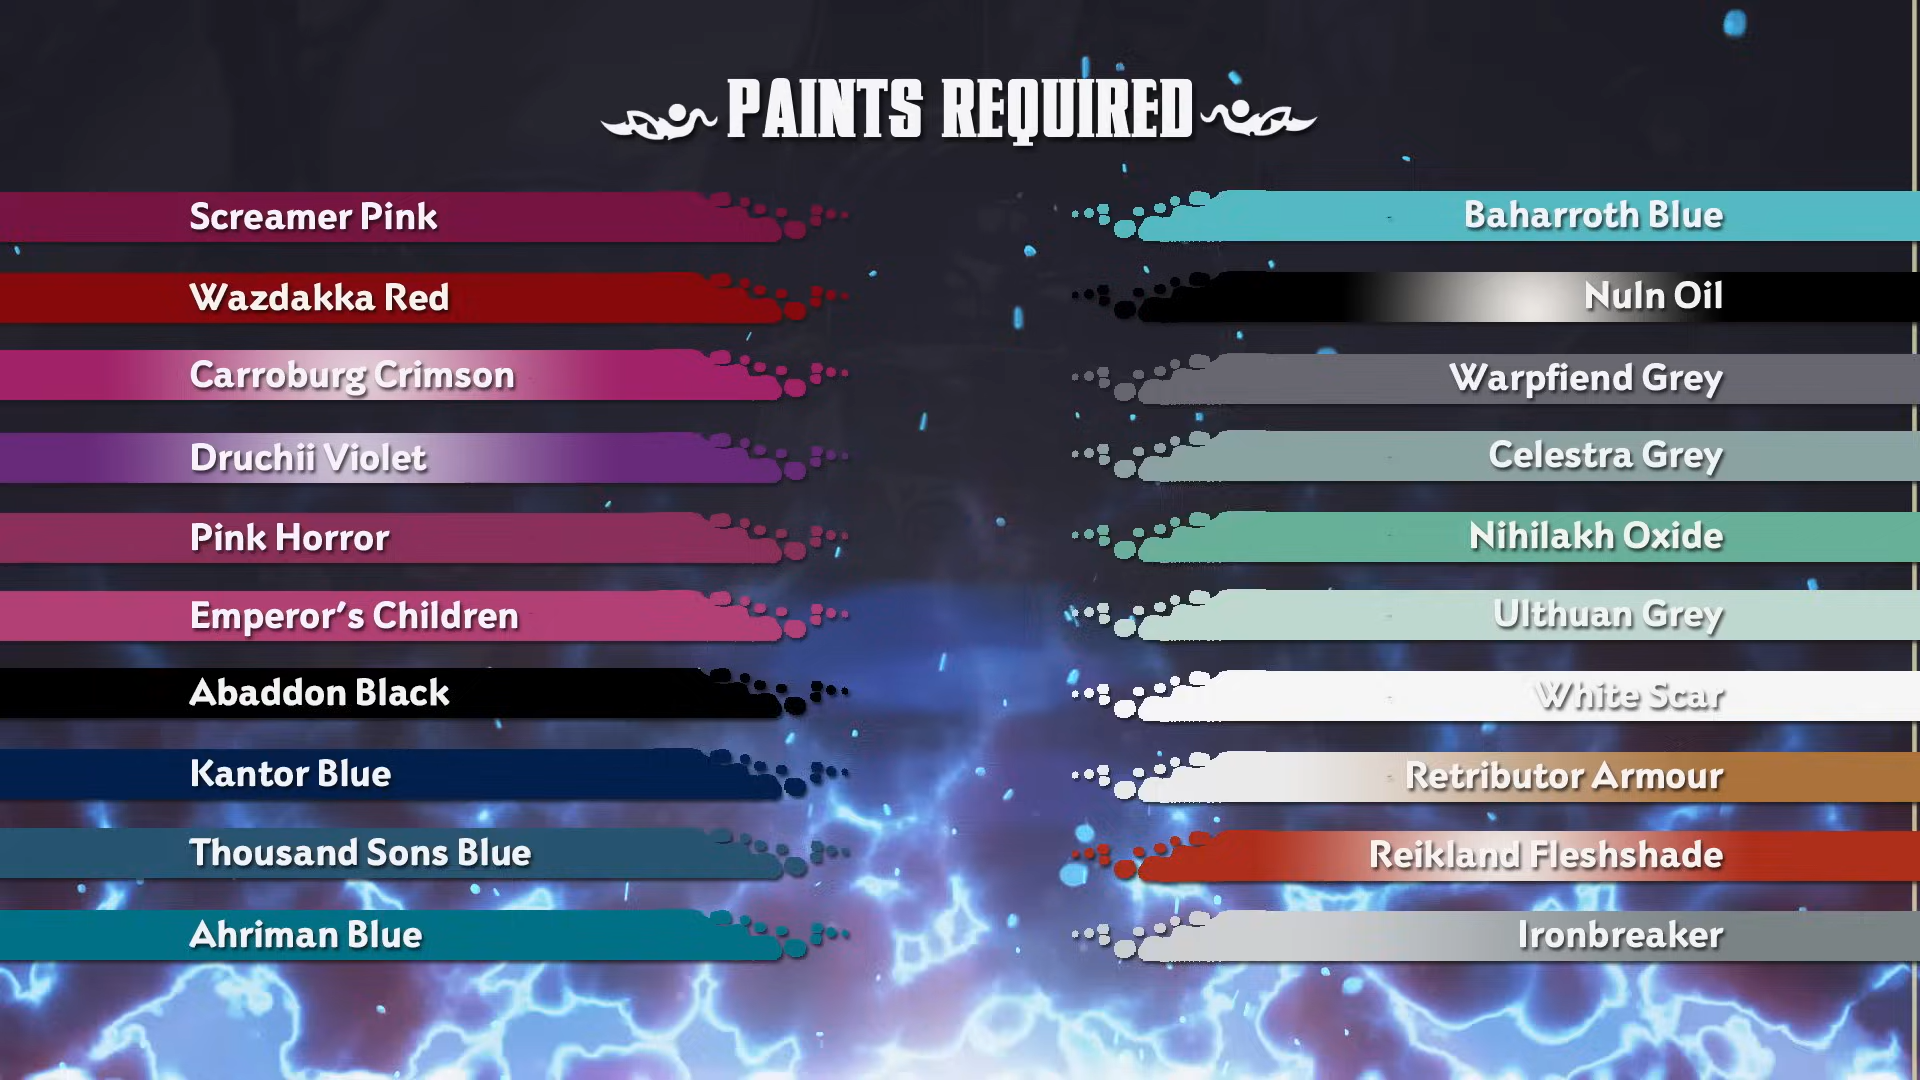 PAINTS REQUIRED
Screamer Pink
Wazdakka Red
Carroburg Crimson
Druchii Violet
Pink Horror
Emperor's Children
Abaddon Black
Kantor Blue
Thousand Sons Blue
Ahriman Blue
Baharroth Blue
Nuln Oil
Warpfiend Grey
Celestra Grey
Nihilakh Oxide
Ulthuan Grey
White Scar
Retributor Armour
Reikland Fleshshade
Ironbreaker